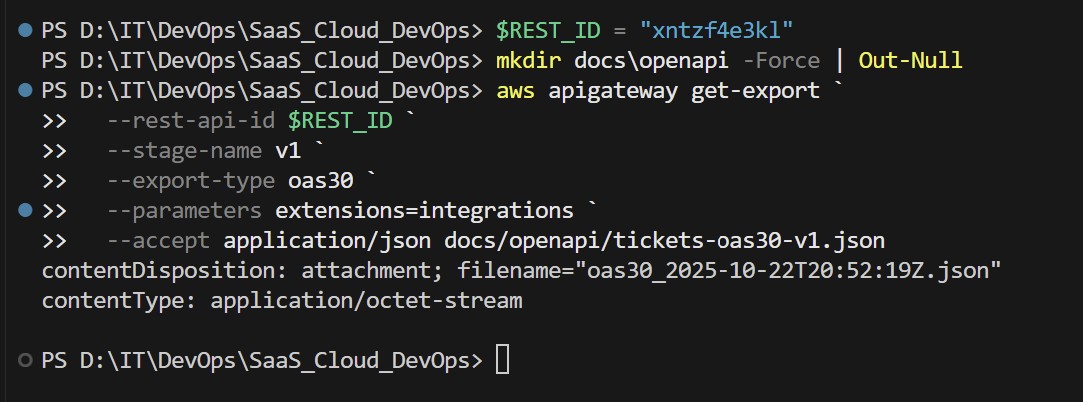 PS D:\IT\DevOps\SaaS_Cloud_DevOps> $REST_ID = "xntzf4e3kl"
PS D:\IT\DevOps\SaaS_Cloud_DevOps> mkdir docs\openapi -Force | Out-Null
PS D:\IT\DevOps\SaaS_Cloud_DevOps> aws apigateway get-export `
>>   --rest-api-id $REST_ID `
>>   --stage-name v1 `
>>   --export-type oas30 `
>>   --parameters extensions=integrations `
>>   --accept application/json docs/openapi/tickets-oas30-v1.json
contentDisposition: attachment; filename="oas30_2025-10-22T20:52:19Z.json"
contentType: application/octet-stream
PS D:\IT\DevOps\SaaS_Cloud_DevOps>